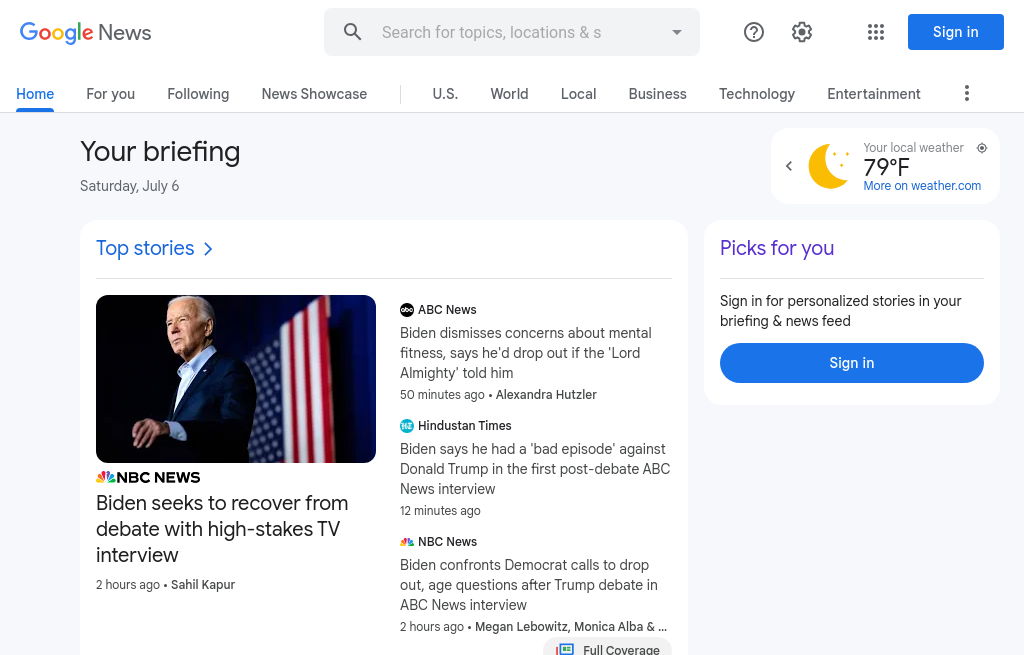 Google News
Search for topics, locations & s
Sign in
Home
For you
Following
News Showcase
U.S.
World
Local
Business
Technology
Entertainment
Your briefing
Saturday, July 6
Your local weather
79°F
More on weather.com
Top stories
NBC NEWS
Biden seeks to recover from
debate with high-stakes TV
interview
2 hours ago • Sahil Kapur
abc ABC News
Biden dismisses concerns about mental
fitness, says he'd drop out if the 'Lord
Almighty' told him
50 minutes ago • Alexandra Hutzler
Hindustan Times
Biden says he had a 'bad episode' against
Donald Trump in the first post-debate ABC
News interview
12 minutes ago
NBC News
Biden confronts Democrat calls to drop
out, age questions after Trump debate in
ABC News interview
2 hours ago • Megan Lebowitz, Monica Alba & ...
Full Coverage
Picks for you
Sign in for personalized stories in your
briefing & news feed
Sign in